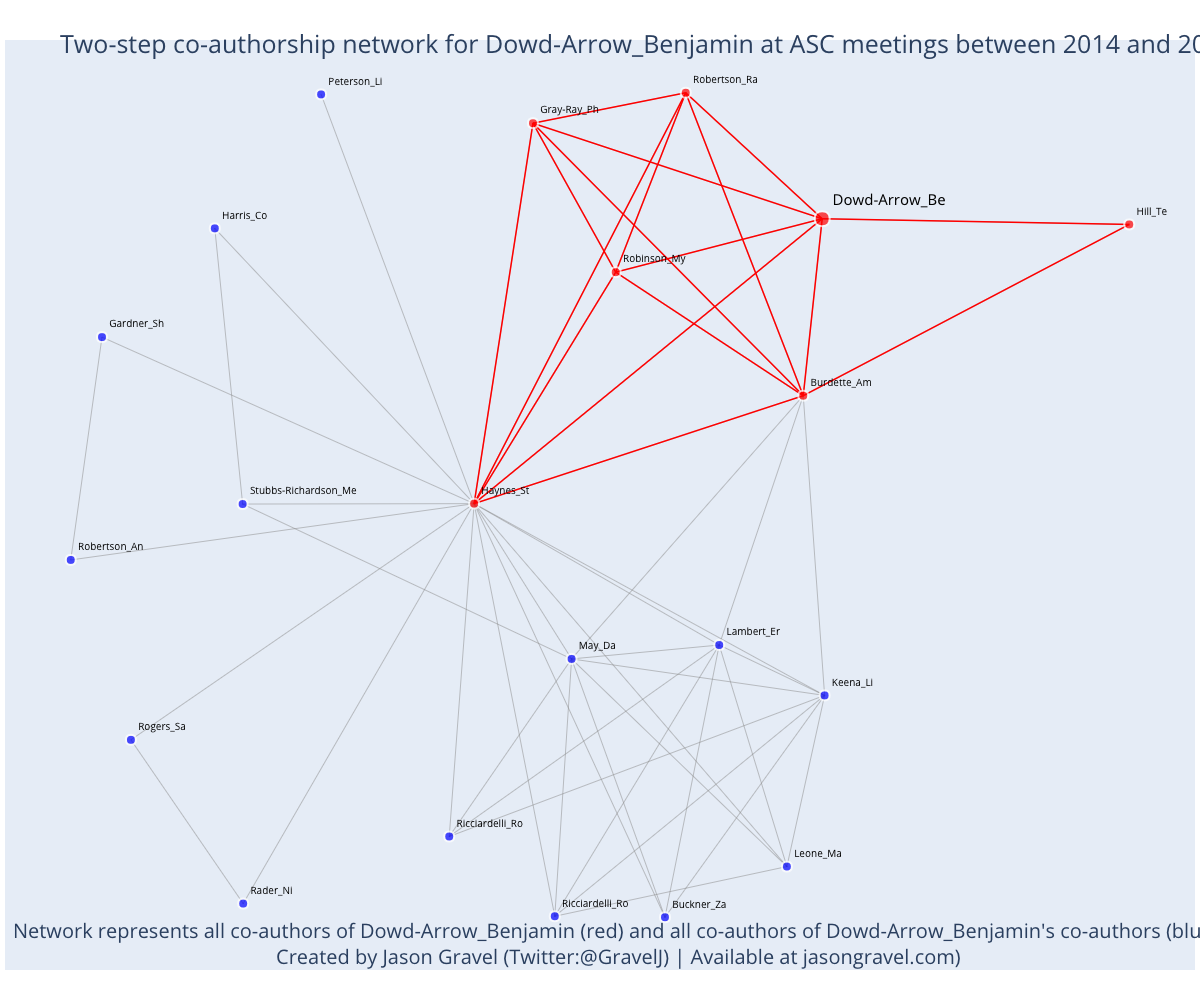 Two-step co-authorship network for Dowd-Arrow_Benjamin at ASC meetings between 2014 and 20
Peterson_Li
Robertson_Ra
Gray-Ray_Ph
Dowd-Arrow_Be
Hill_Te
Harris_Co
Robinson_My
Gardner_Sh
Burdette_Am
Stubbs-Richardson_Me
Haynes_St
Robertson_An
Lambert_Er
May_Da
Keena_Li
Rogers_Sa
Ricciardelli_Ro
Leone_Ma
Rader_Ni
Ricciardelli_Ro
Buckner_Za
Network represents all co-authors of Dowd-Arrow_Benjamin (red) and all co-authors of Dowd-Arrow_Benjamin's co-authors (blu
Created by Jason Gravel (Twitter:@GravelJ) | Available at jasongravel.com)